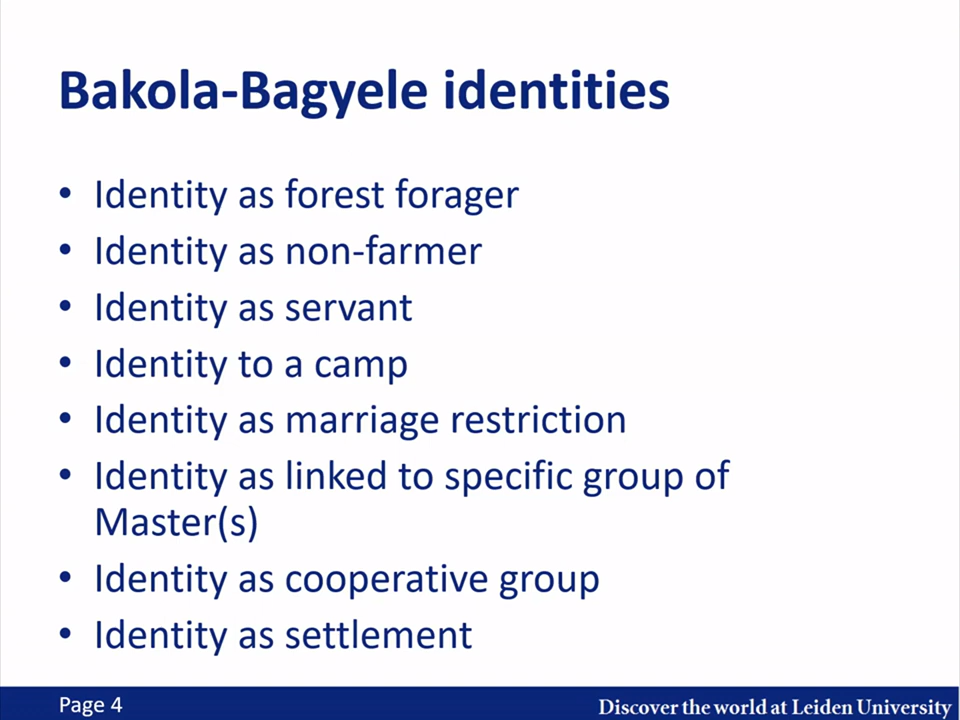 Bakola-Bagyele identities
• Identity as forest forager
• Identity as non-farmer
• Identity as servant
• Identity to a camp
• Identity as marriage restriction
• Identity as linked to specific group of
Master(s)
• Identity as cooperative group
• Identity as settlement
Page 4
Discover the world at Leiden University